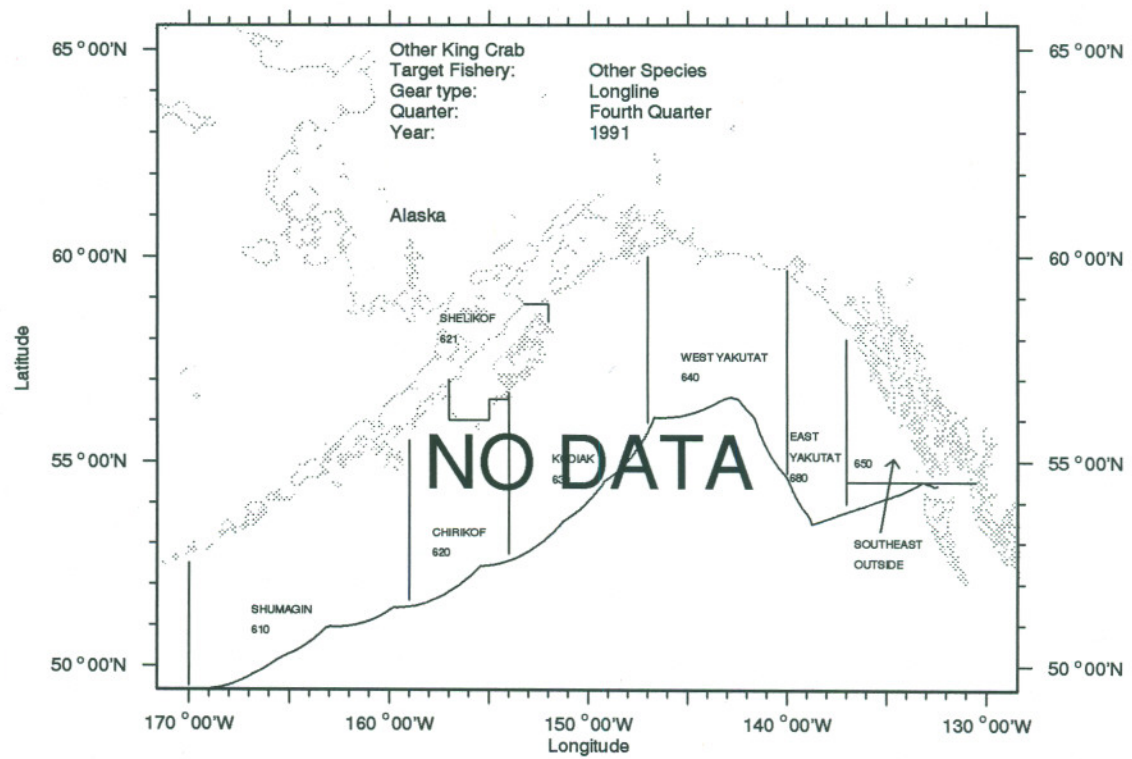 Other King Crab
Target Fishery: Other Species
Gear type: Longline
Quarter: Fourth Quarter
Year: 1991
Alaska
65 °00'N
60 °00'N
55 °00'N
50 °00'N
65 °00'N
60 °00'N
55 °00'N
50 °00'N
Latitude
SHELIKOF
621
WEST YAKUTAT
640
NO DATA
KODIAK
EAST
YAKUTAT
680
650
CHIRIKOF
620
SOUTHEAST
OUTSIDE
SHUMAGIN
610
170 °00'W
160 °00'W
150 °00'W
140 °00'W
130 °00'W
Longitude